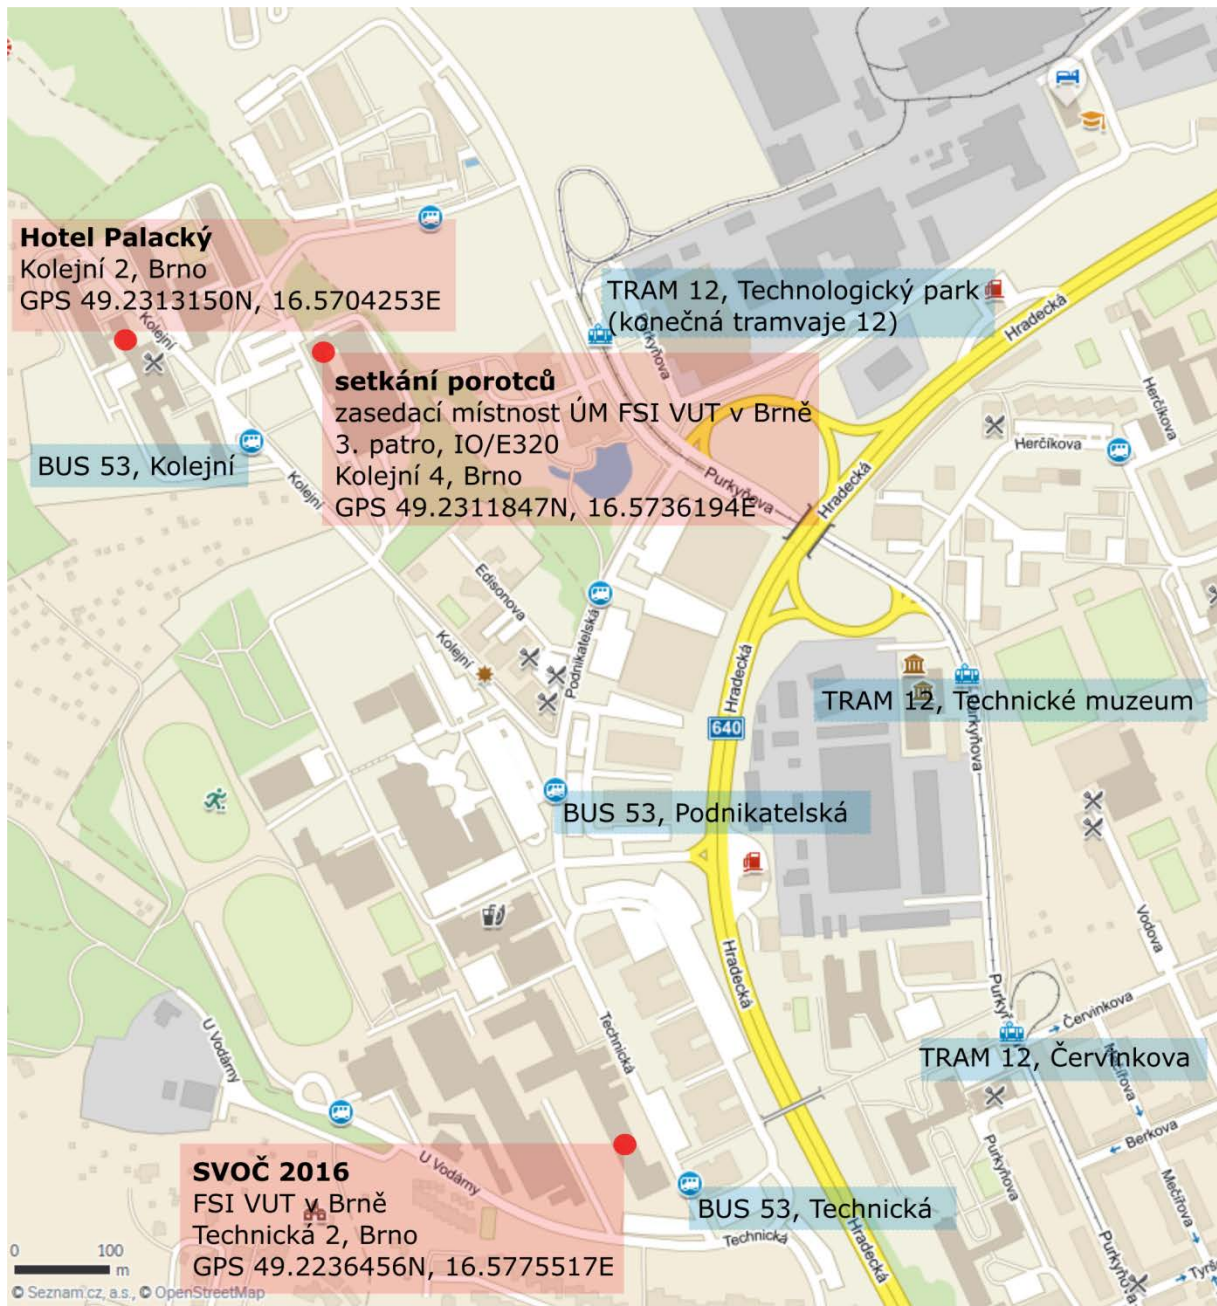 Hotel Palacký
Kolejní 2, Brno
GPS 49.2313150N, 16.5704253E
Kolejní
TRAM 12, Technologický park
(konečná tramvaje 12)
Hradecká
setkání porotců
zasedací místnost ÚM FSI VUT v Brně
3. patro, IO/E320
Kolejní 4, Brno
GPS 49.2311847N, 16.5736194E
Herčíkova
Herčíkova
BUS 53, Kolejní
Kolejní
Purkyňova
Hradecká
Edisonova
Podnikatelská
Kolejní
Hradecká
TRAM 12, Technické muzeum
640
BUS 53, Podnikatelská
Vodova
Hradecká
Červinkova
TRAM 12, Červinkova
U Vodárny
Technická
Mečířova
Berkova
Purkyňova
SVOČ 2016
FSI VUT v Brně
Technická 2, Brno
GPS 49.2236456N, 16.5775517E
U Vodárny
BUS 53, Technická
Technická
Hradecká
Mečířova
Purkyňova
0 100
m
© Seznam.cz, a.s., © OpenStreetMap